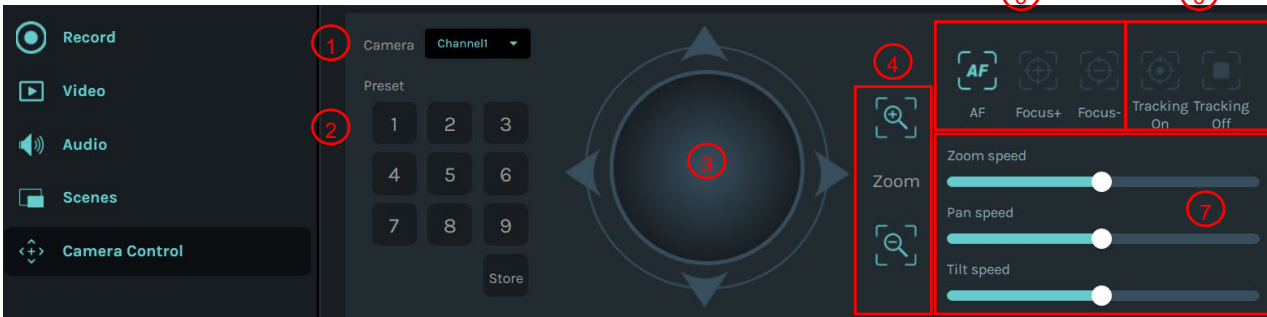 Record
Video
Audio
Scenes
Camera Control
1
Camera
Channel1
Preset
2
1 2 3
4 5 6
7 8 9
Store
3
4
Zoom
AF
AF Focus+ Focus-
Tracking On
Tracking Off
Zoom speed
Pan speed
7
Tilt speed